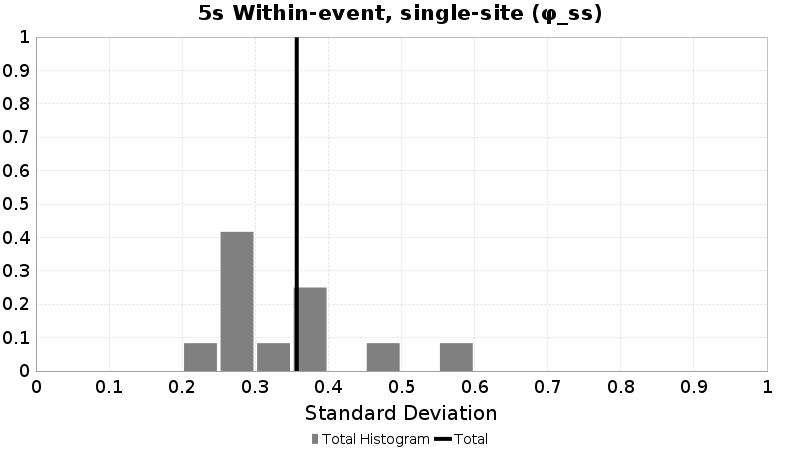 5s Within-event, single-site (φ_ss)
1
0.9
0.8
0.7
0.6
0.5
0.4
0.3
0.2
0.1
0
0 0.1 0.2 0.3 0.4 0.5 0.6 0.7 0.8 0.9 1
Standard Deviation
Total Histogram Total